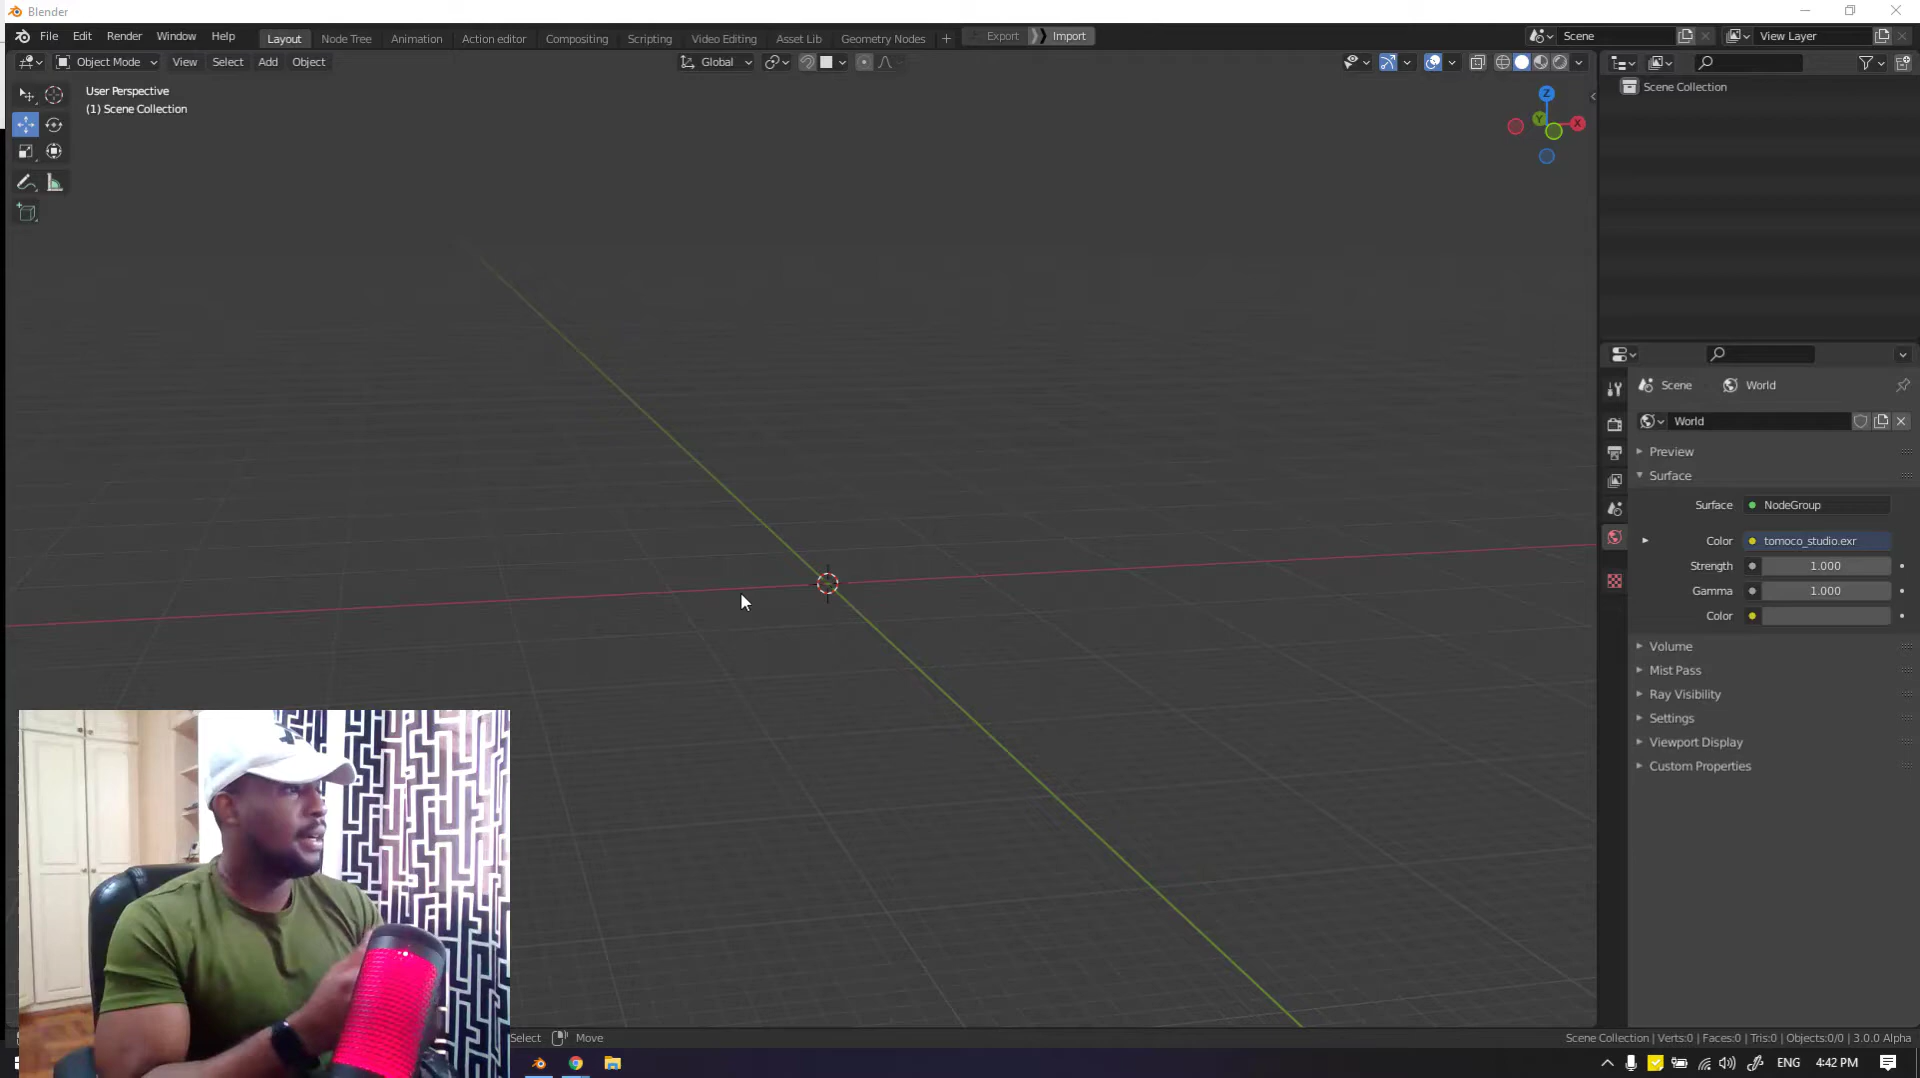 Blender
File Edit Render Window Help Layout Node Tree Animation Action editor Compositing Scripting Video Editing Asset Lib Geometry Nodes + Export Import Scene View Layer
Object Mode View Select Add Object Global
User Perspective
(1) Scene Collection
Z
Y
X
Scene Collection
Scene World
World
Preview
Surface
Surface NodeGroup
Color tomoco_studio.exr
Strength 1.000
Gamma 1.000
Color
Volume
Mist Pass
Ray Visibility
Settings
Viewport Display
Custom Properties
Select Move
Scene Collection | Verts:0 | Faces:0 | Tris:0 | Objects:0/0 | 3.0.0 Alpha
ENG 4:42 PM